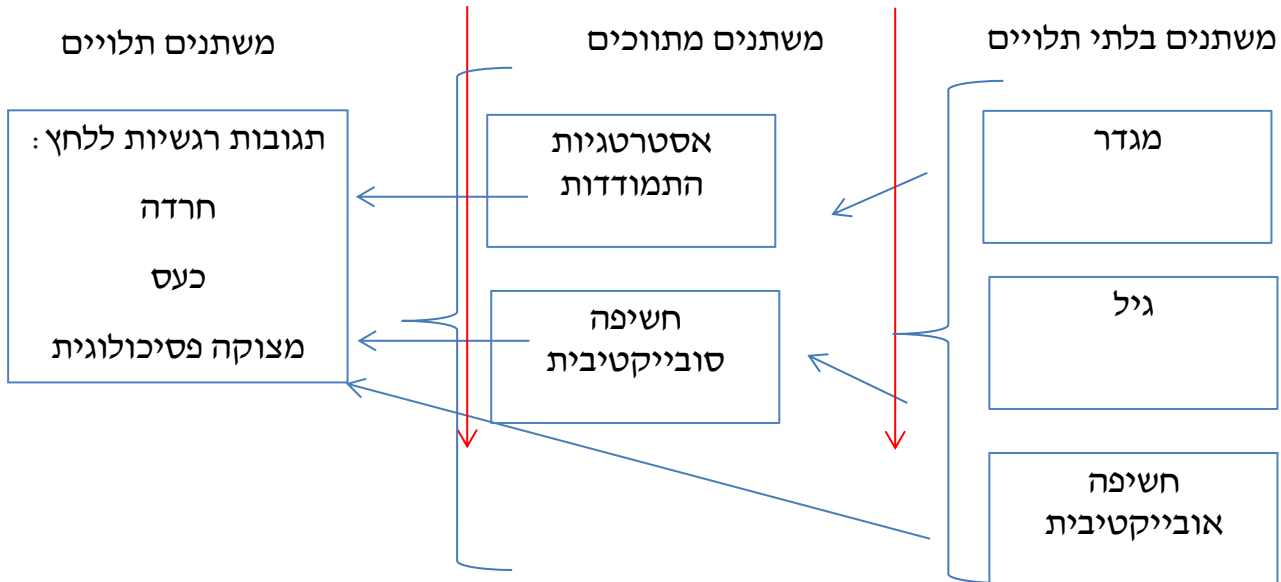 משתנים בלתי תלויים
משתנים מתווכים
משתנים תלויים
מגדר
גיל
חשיפה
אובייקטיבית
אסטרטגיות
התמודדות
חשיפה
סובייקטיבית
תגובות רגשיות ללחץ:
חרדה
כעס
מצוקה פסיכולוגית